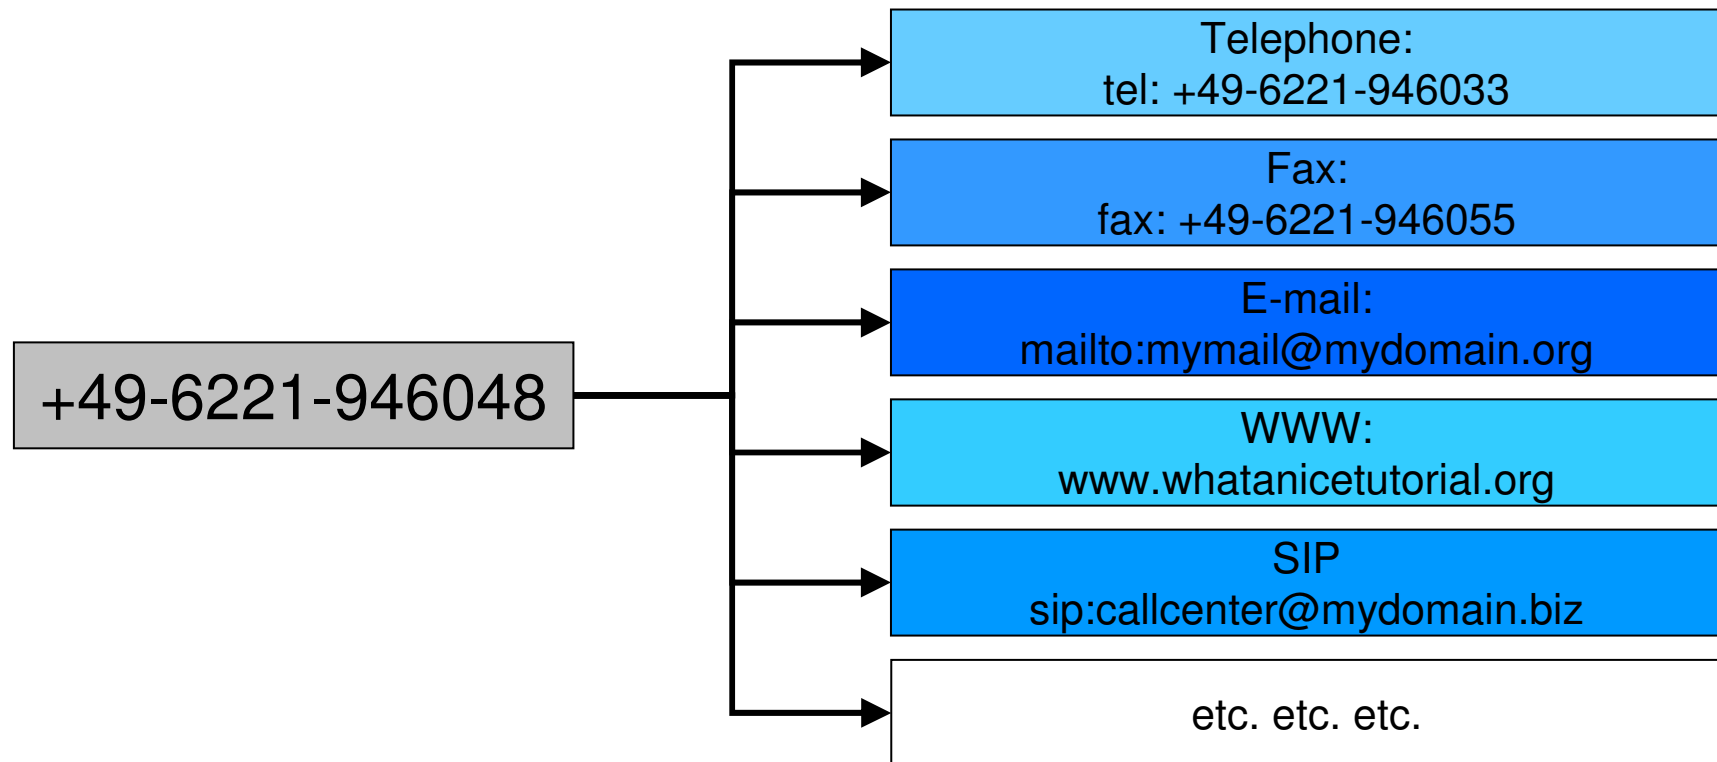 Telephone:
tel: +49-6221-946033
Fax:
fax: +49-6221-946055
E-mail:
mailto:mymail@mydomain.org
+49-6221-946048
WWW:
www.whatanicetutorial.org
SIP
sip:callcenter@mydomain.biz
etc. etc. etc.